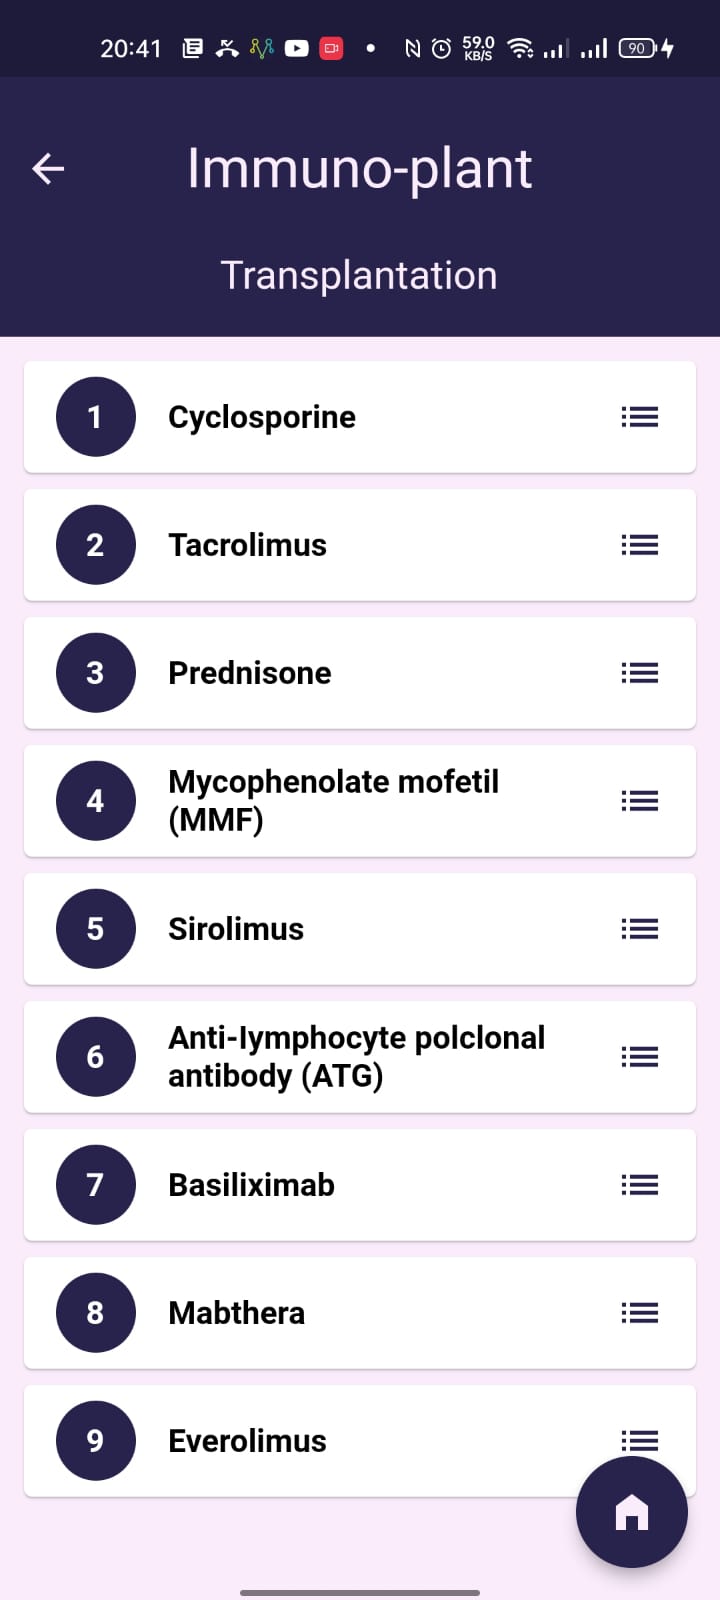 20:41
59.0
KB/S
90
Immuno-plant
Transplantation
1
Cyclosporine
2
Tacrolimus
3
Prednisone
4
Mycophenolate mofetil
(MMF)
5
Sirolimus
6
Anti-lymphocyte polclonal
antibody (ATG)
7
Basiliximab
8
Mabthera
9
Everolimus